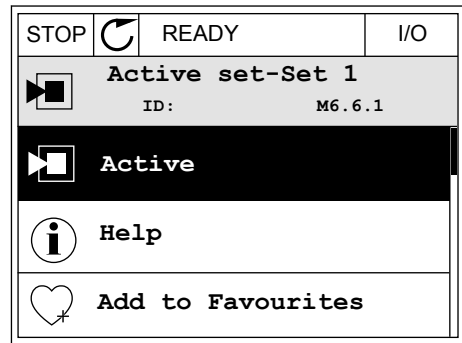 STOP READY I/O
Active set-Set 1
ID: M6.6.1
Active
Help
Add to Favourites